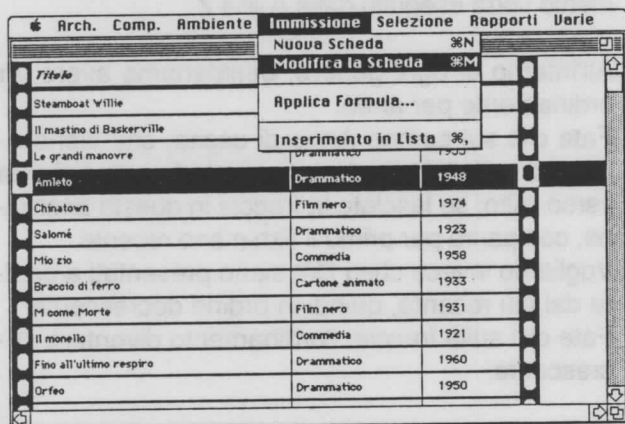 Arch. Comp. Ambiente Immissione Selezione Rapporti Varie
Nuova Scheda ⌘N
Modifica la Scheda ⌘M
Applica Formula...
Inserimento in Lista ⌘,
Titolo
Steamboat Willie
Il mastino di Baskerville
Le grandi manovre Drammatico 1955
Amleto Drammatico 1948
Chinatown Film nero 1974
Salomé Drammatico 1923
Mio zio Commedia 1958
Braccio di ferro Cartone animato 1933
M come Morte Film nero 1931
Il monello Commedia 1921
Fino all'ultimo respiro Drammatico 1960
Orfeo Drammatico 1950